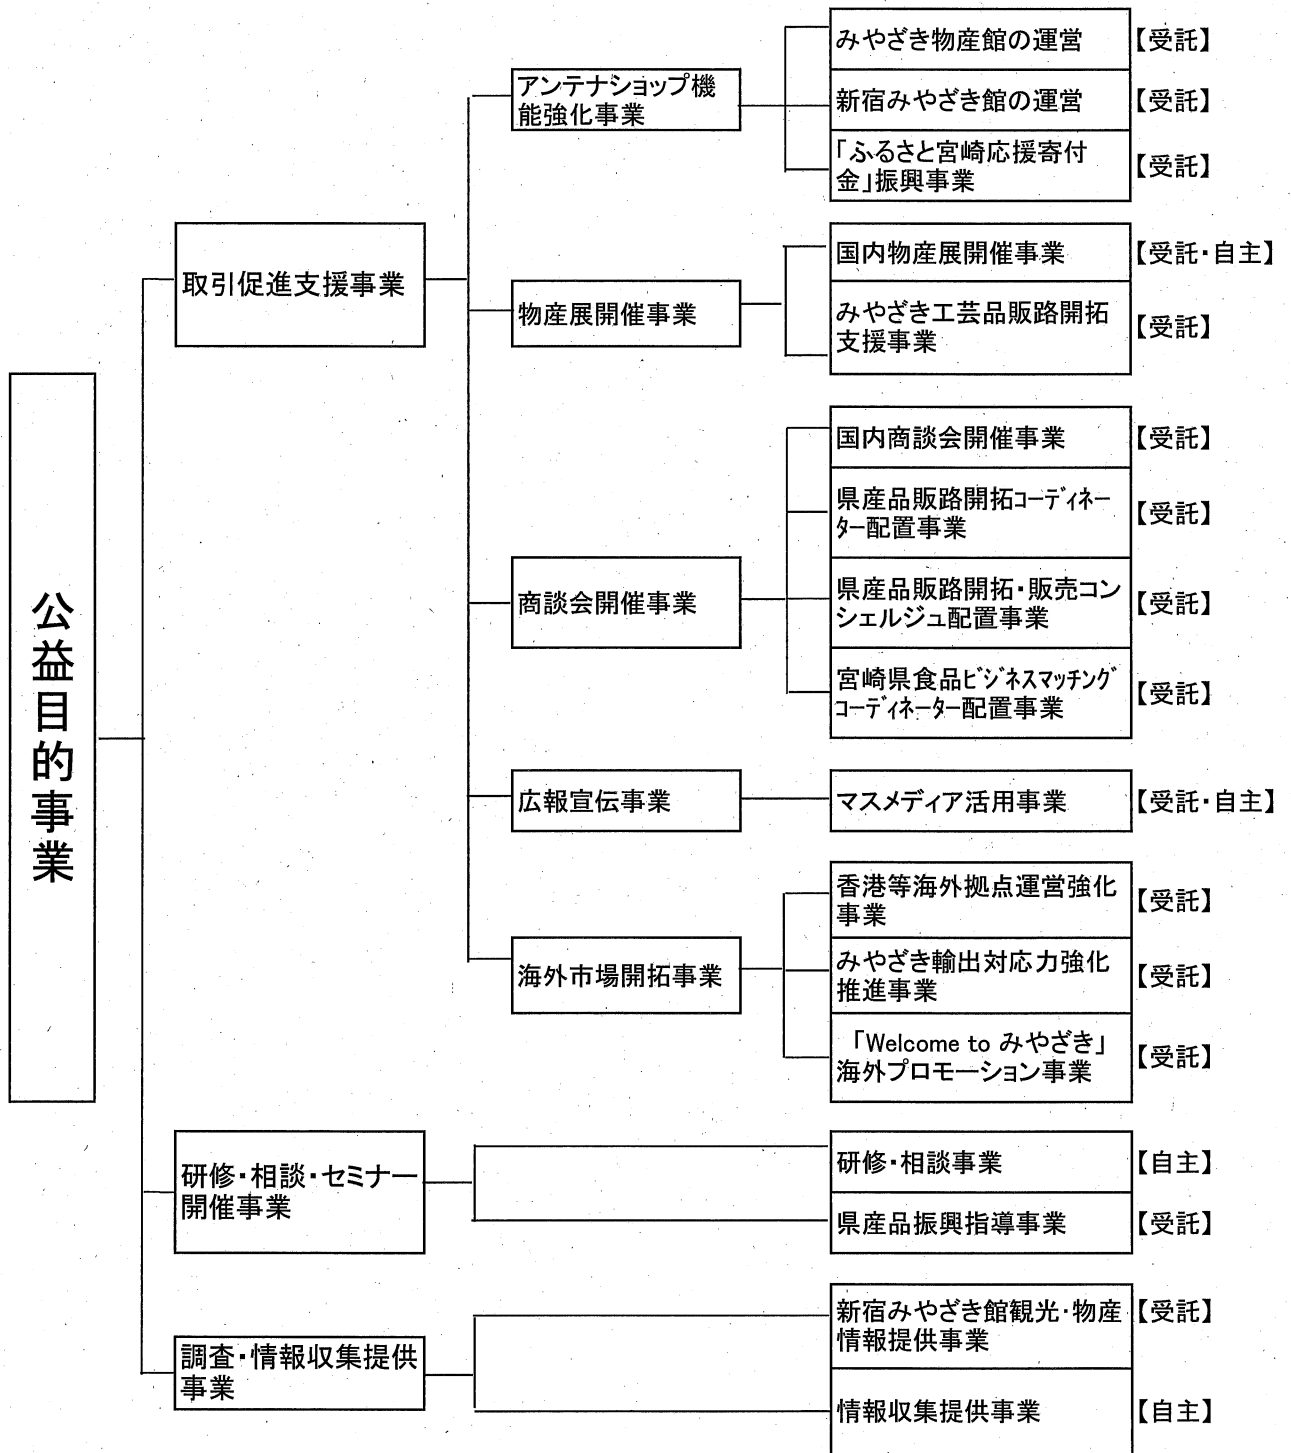 公益目的事業
取引促進支援事業
アンテナショップ機
能強化事業
みやざき物産館の運営 【受託】
新宿みやざき館の運営 【受託】
「ふるさと宮崎応援寄付
金」振興事業 【受託】
物産展開催事業
国内物産展開催事業 【受託・自主】
みやざき工芸品販路開拓
支援事業 【受託】
商談会開催事業
国内商談会開催事業 【受託】
県産品販路開拓ｺｰﾃﾞｨﾈｰ
ﾀｰ配置事業 【受託】
県産品販路開拓・販売コン
シェルジュ配置事業 【受託】
宮崎県食品ﾋﾞｼﾞﾈｽﾏｯﾁﾝｸﾞ
ｺｰﾃﾞｨﾈｰﾀｰ配置事業 【受託】
広報宣伝事業
マスメディア活用事業 【受託・自主】
海外市場開拓事業
香港等海外拠点運営強化
事業 【受託】
みやざき輸出対応力強化
推進事業 【受託】
「Welcome to みやざき」
海外プロモーション事業 【受託】
研修・相談・セミナー
開催事業
研修・相談事業 【自主】
県産品振興指導事業 【受託】
調査・情報収集提供
事業
新宿みやざき館観光・物産 【受託】
情報提供事業
情報収集提供事業 【自主】